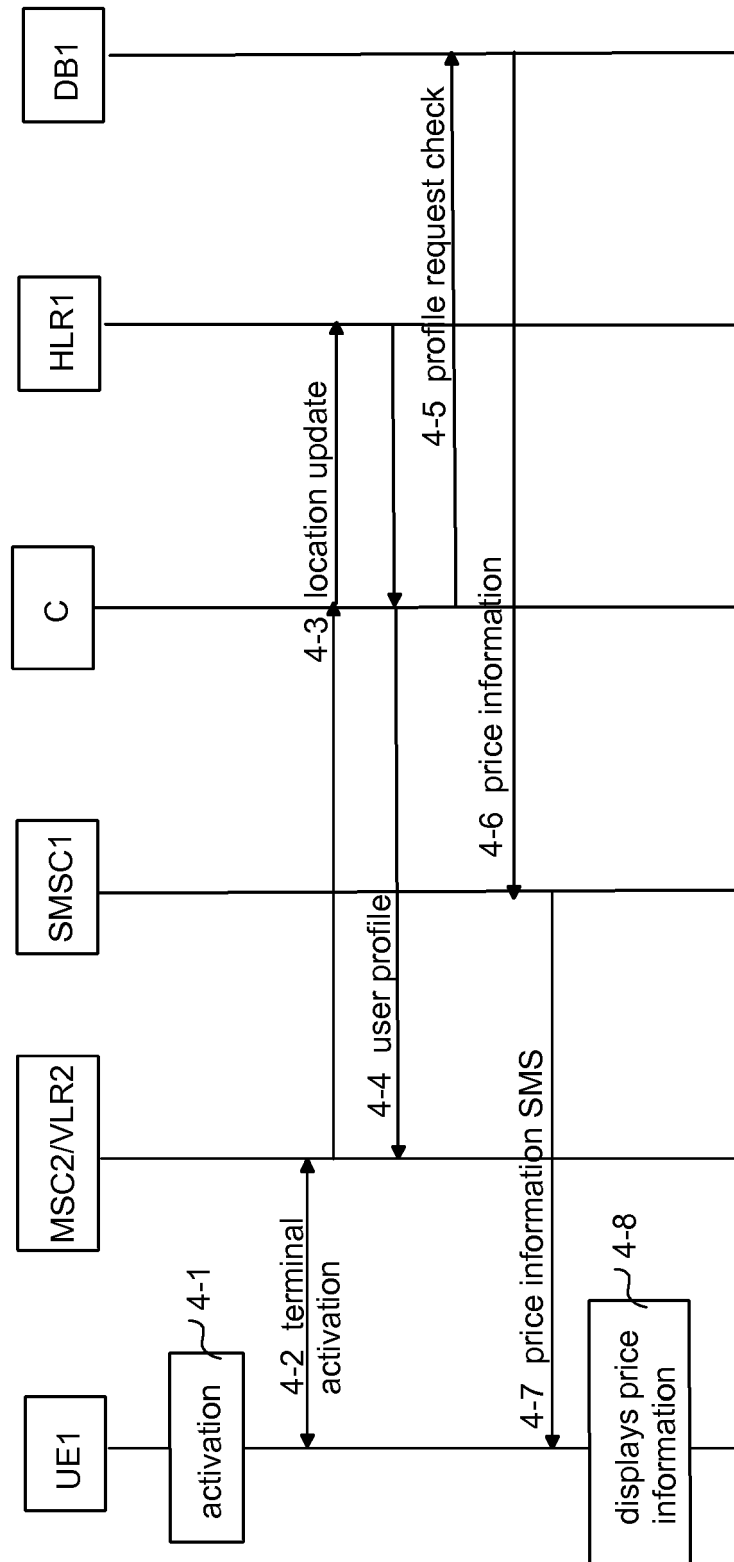 UE1
MSC2/VLR2
SMSC1
C
HLR1
DB1
activation
4-1
4-2 terminal
activation
4-3 location update
4-4 user profile
4-5 profile request check
4-6 price information
4-7 price information SMS
displays price
information
4-8